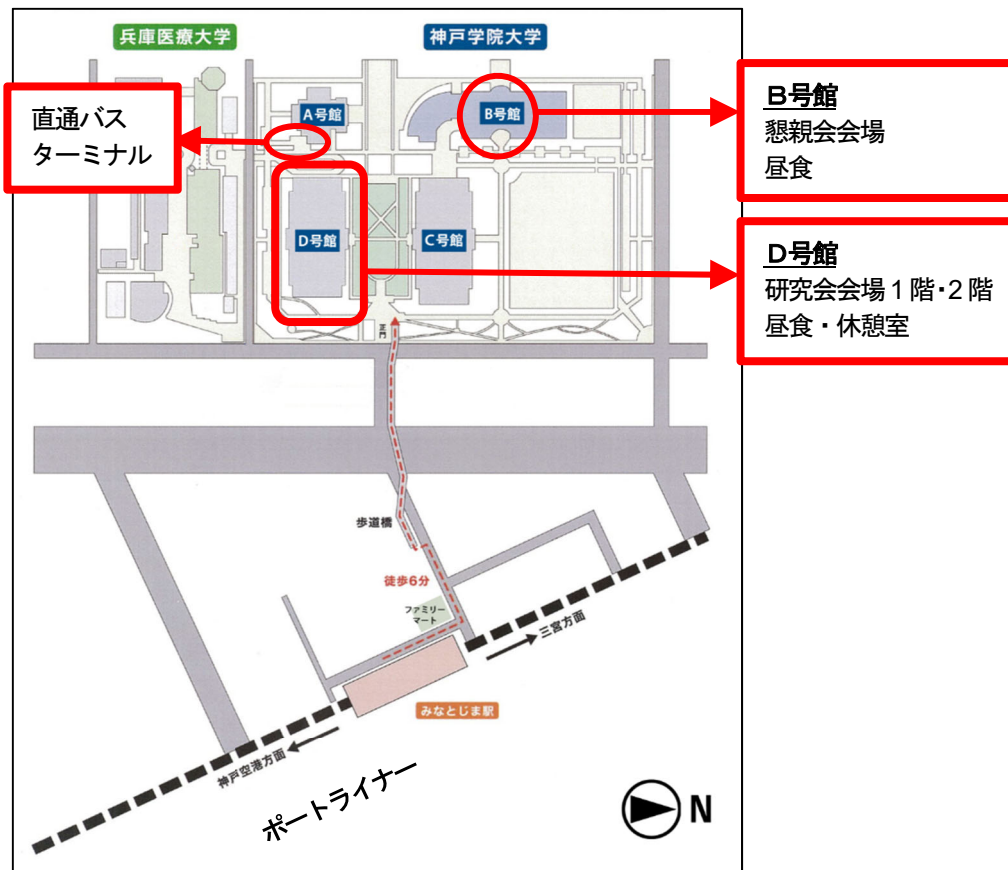 兵庫医療大学
神戸学院大学
直通バス
ターミナル
A号館
B号館
B号館
懇親会会場
昼食
D号館
C号館
D号館
研究会会場1階・2階
昼食・休憩室
正門
歩道橋
徒歩6分
ファミリー
マート
三宮方面
みなとじま駅
神戸空港方面
ポートライナー
N